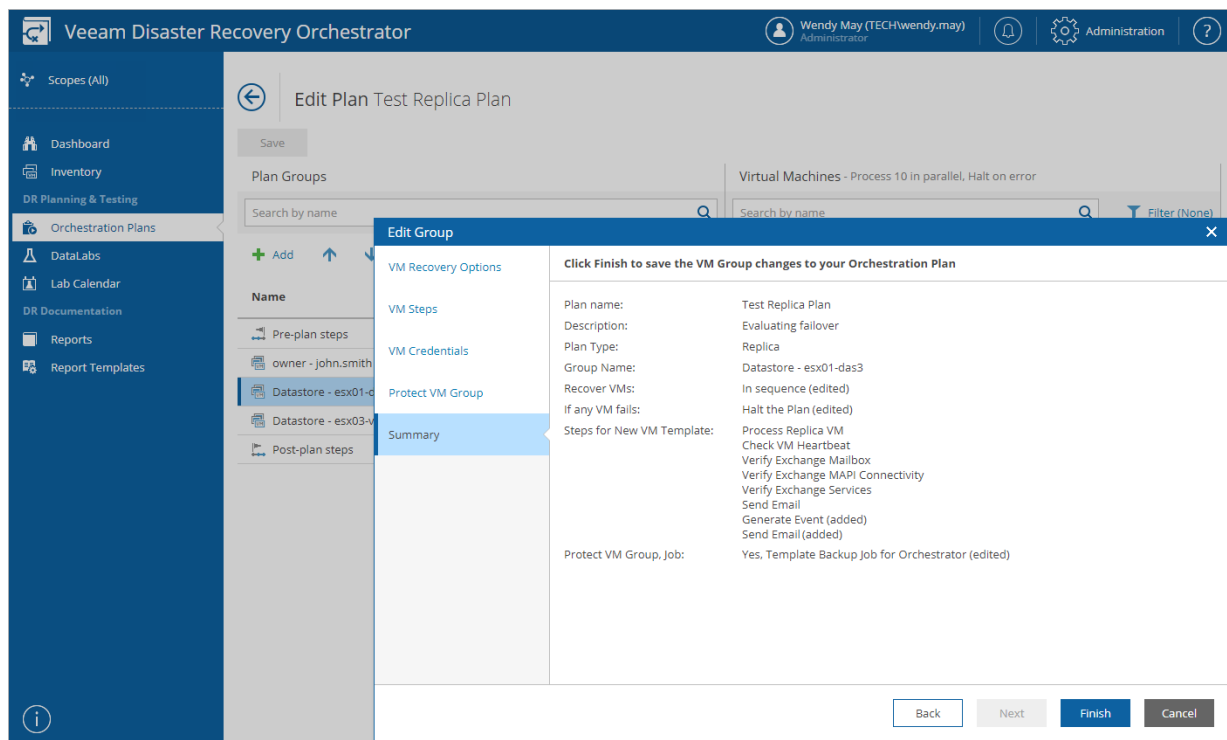 Veeam Disaster Recovery Orchestrator
Wendy May (TECH\wendy.may)
Administrator
Administration
?
Scopes (All)
Dashboard
Inventory
DR Planning & Testing
Orchestration Plans
DataLabs
Lab Calendar
DR Documentation
Reports
Report Templates
Edit Plan Test Replica Plan
Save
Plan Groups
Search by name
Add
Name
Pre-plan steps
owner - john.smith
Datastore - esx01-d
Datastore - esx03-v
Post-plan steps
Virtual Machines - Process 10 in parallel, Halt on error
Search by name
Filter (None)
Edit Group
VM Recovery Options
VM Steps
VM Credentials
Protect VM Group
Summary
Click Finish to save the VM Group changes to your Orchestration Plan
Plan name: Test Replica Plan
Description: Evaluating failover
Plan Type: Replica
Group Name: Datastore - esx01-das3
Recover VMs: In sequence (edited)
If any VM fails: Halt the Plan (edited)
Steps for New VM Template: Process Replica VM
Check VM Heartbeat
Verify Exchange Mailbox
Verify Exchange MAPI Connectivity
Verify Exchange Services
Send Email
Generate Event (added)
Send Email (added)
Protect VM Group, Job: Yes, Template Backup Job for Orchestrator (edited)
Back
Next
Finish
Cancel